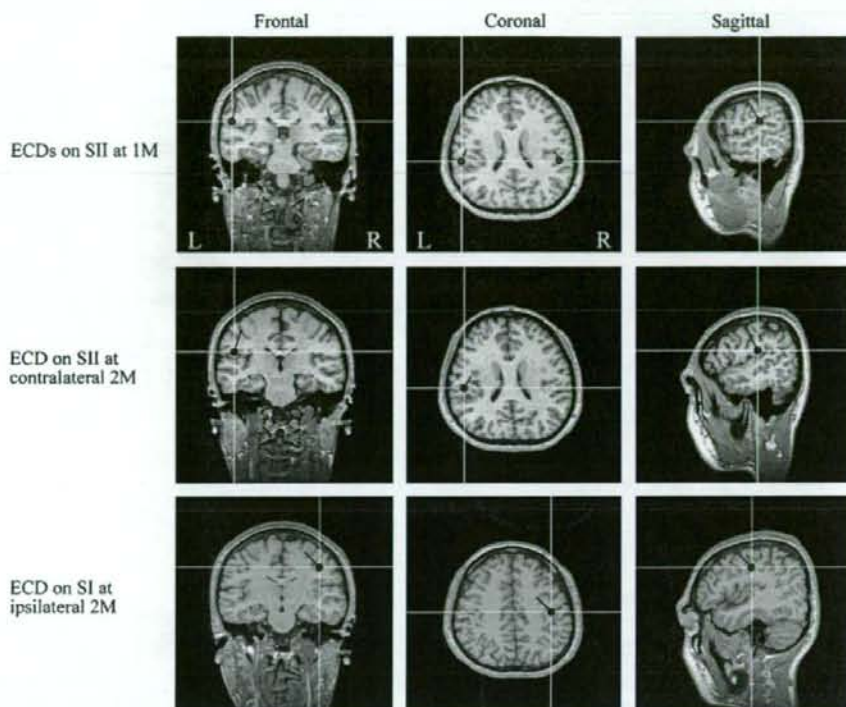 Frontal Coronal Sagittal
ECDs on SII at 1M
L R L R
ECD on SII at
contralateral 2M
ECD on SI at
ipsilateral 2M